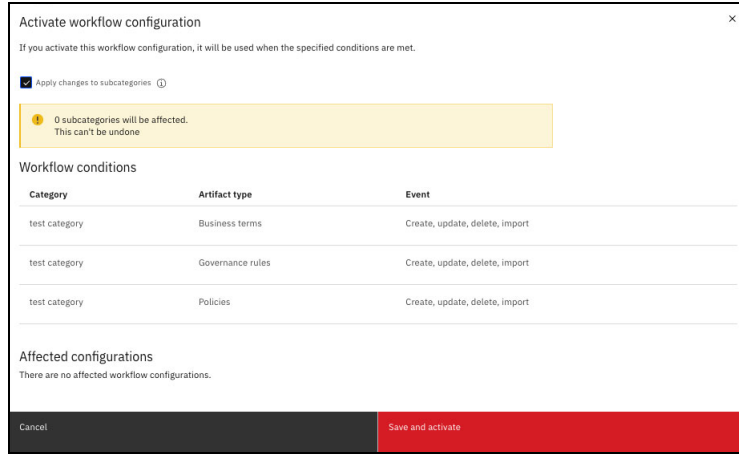 Activate workflow configuration
If you activate this workflow configuration, it will be used when the specified conditions are met.
Apply changes to subcategories
0 subcategories will be affected.
This can't be undone
Workflow conditions
Category Artifact type Event
test category Business terms Create, update, delete, import
test category Governance rules Create, update, delete, import
test category Policies Create, update, delete, import
Affected configurations
There are no affected workflow configurations.
Cancel Save and activate